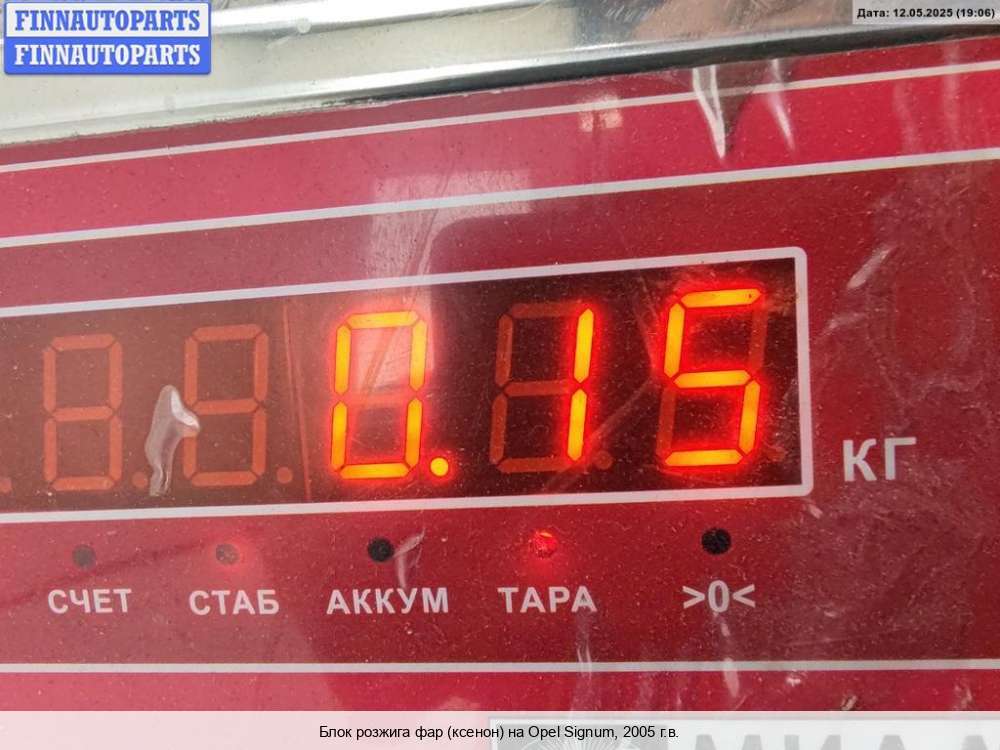 FINNAUTOPARTS
FINNAUTOPARTS
Дата: 12.05.2025 (19:06)
0.15
КГ
СЧЕТ СТАБ АККУМ ТАРА >0<
Блок розжига фар (ксенон) на Opel Signum, 2005 г.в.